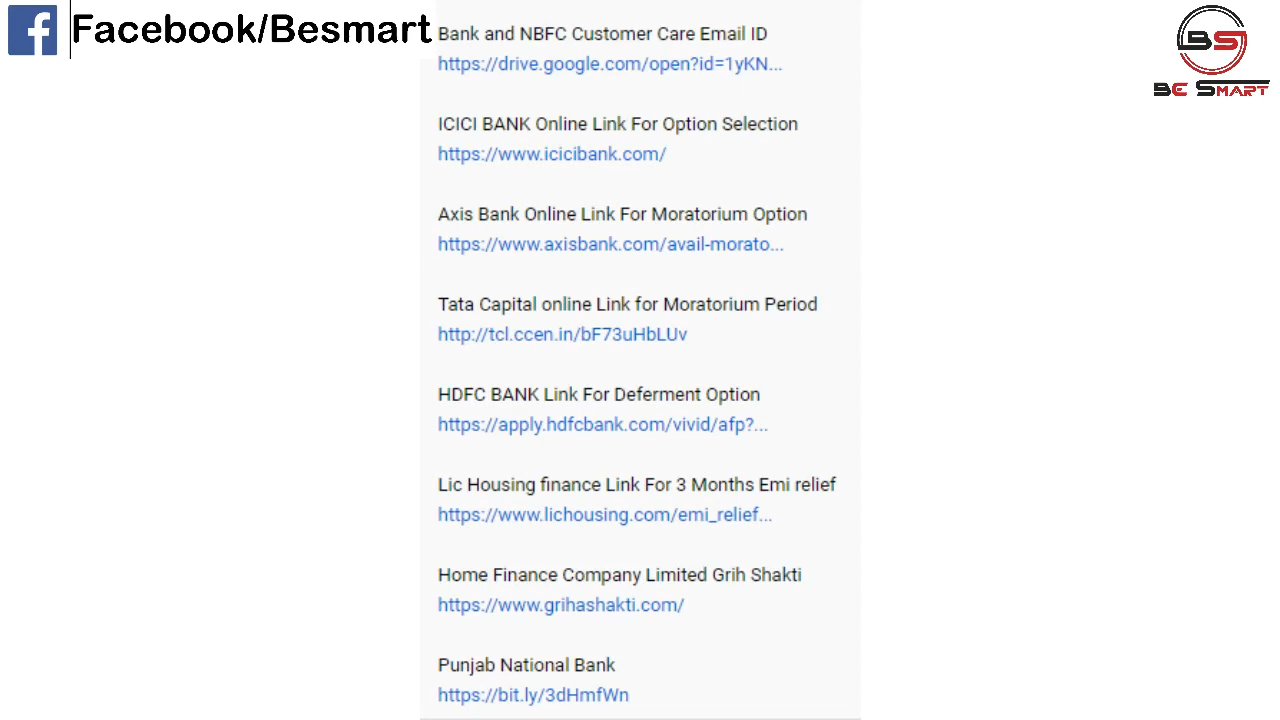 Facebook/Besmart
BS
BE SMART
Bank and NBFC Customer Care Email ID
https://drive.google.com/open?id=1yKN...
ICICI BANK Online Link For Option Selection
https://www.icicibank.com/
Axis Bank Online Link For Moratorium Option
https://www.axisbank.com/avail-morato...
Tata Capital online Link for Moratorium Period
http://tcl.ccen.in/bF73uHbLUv
HDFC BANK Link For Deferment Option
https://apply.hdfcbank.com/vivid/afp?...
Lic Housing finance Link For 3 Months Emi relief
https://www.lichousing.com/emi_relief...
Home Finance Company Limited Grih Shakti
https://www.grihashakti.com/
Punjab National Bank
https://bit.ly/3dHmfWn